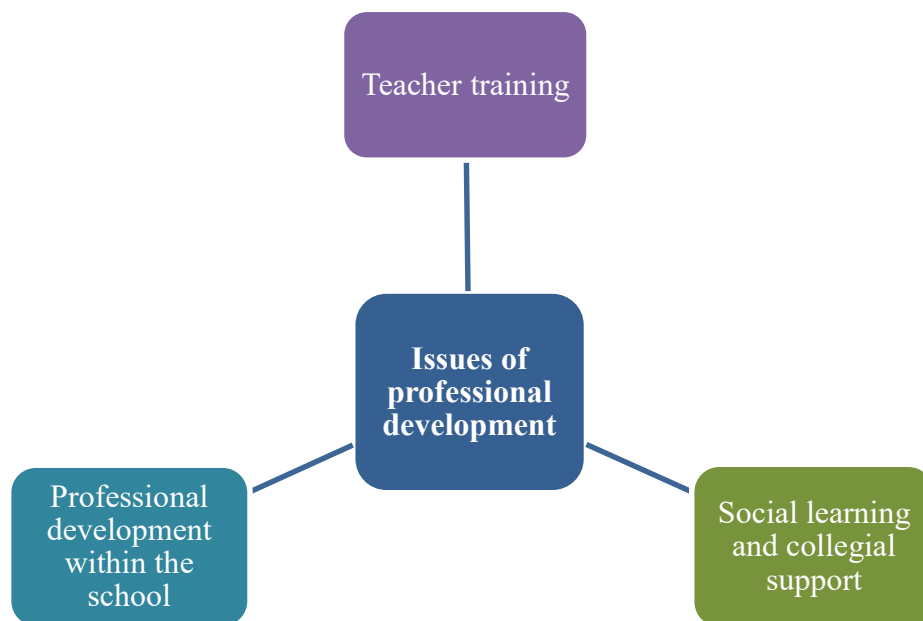 Teacher training
Issues of
professional
development
Professional
development
within the
school
Social learning
and collegial
support